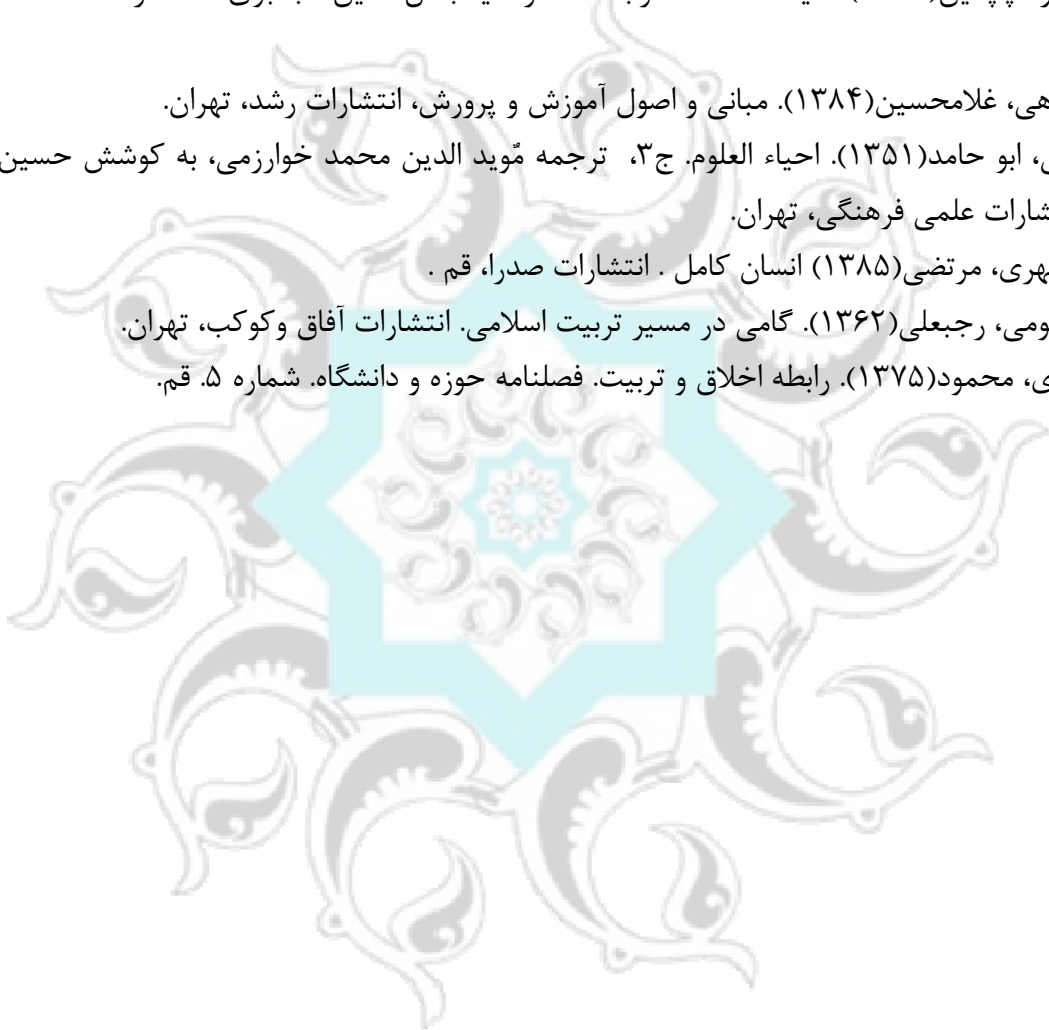 هی، غلامحسین(۱۳۸۴). مبانی و اصول آموزش و پرورش، انتشارات رشد، تهران.
ی، ابو حامد(۱۳۵۱). احیاء العلوم. ج۳، ترجمه مٌوید الدین محمد خوارزمی، به کوشش حسین
شارات علمی فرهنگی، تهران.
هری، مرتضی(۱۳۸۵) انسان کامل . انتشارات صدرا، قم .
ومی، رجبعلی(۱۳۶۲). گامی در مسیر تربیت اسلامی. انتشارات آفاق وکوکب، تهران.
ی، محمود(۱۳۷۵). رابطه اخلاق و تربیت. فصلنامه حوزه و دانشگاه. شماره ۵. قم.